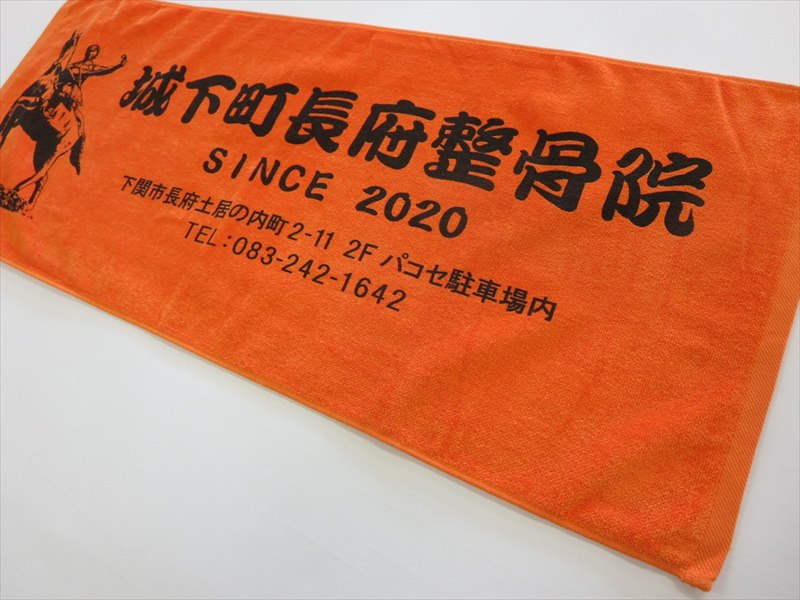 城下町長府整骨院
SINCE 2020
下関市長府土居の内町2-11 2F パコセ駐車場内
TEL:083-242-1642